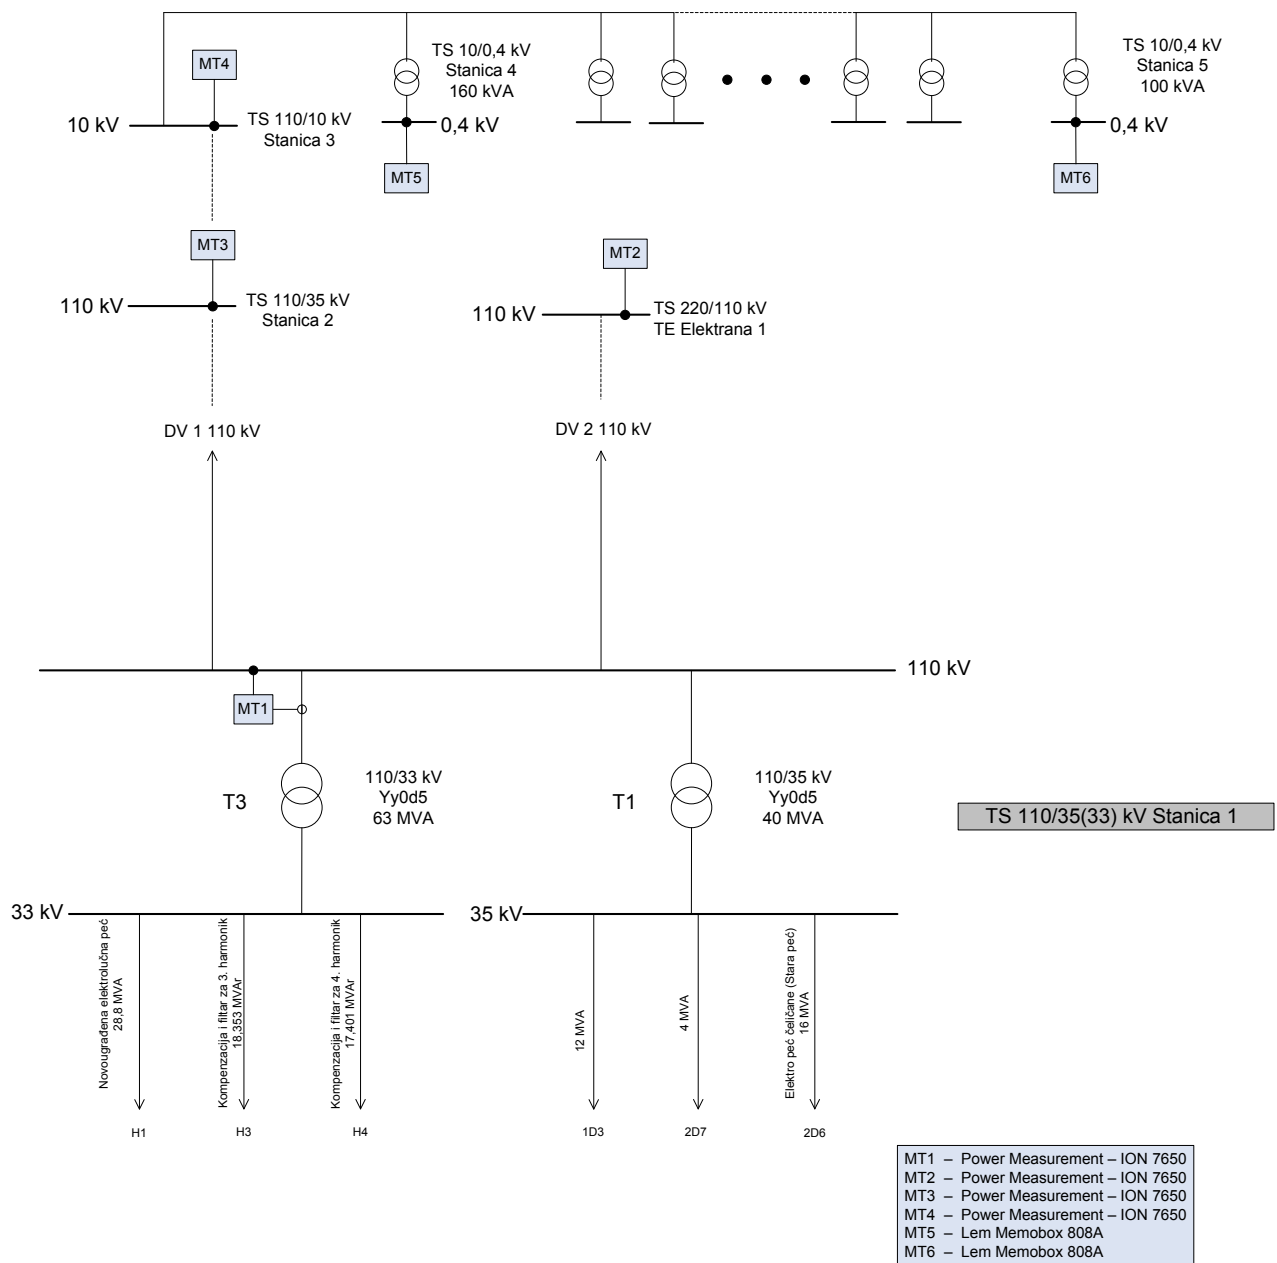 TS 10/0,4 kV
Stanica 4
160 kVA
TS 10/0,4 kV
Stanica 5
100 kVA
MT4
10 kV
TS 110/10 kV
Stanica 3
0,4 kV
0,4 kV
MT5
MT6
MT3
MT2
110 kV
TS 110/35 kV
Stanica 2
110 kV
TS 220/110 kV
TE Elektrana 1
DV 1 110 kV
DV 2 110 kV
110 kV
MT1
T3
110/33 kV
Yy0d5
63 MVA
T1
110/35 kV
Yy0d5
40 MVA
TS 110/35(33) kV Stanica 1
33 kV
35 kV
Novougrađena elektrolučna peć
28,8 MVA
Kompenzacija i filtar za 3. harmonik
18,353 MVAr
Kompenzacija i filtar za 4. harmonik
17,401 MVAr
12 MVA
4 MVA
Elektro peć čeličane (Stara peć)
16 MVA
H1
H3
H4
1D3
2D7
2D6
MT1 – Power Measurement – ION 7650
MT2 – Power Measurement – ION 7650
MT3 – Power Measurement – ION 7650
MT4 – Power Measurement – ION 7650
MT5 – Lem Memobox 808A
MT6 – Lem Memobox 808A